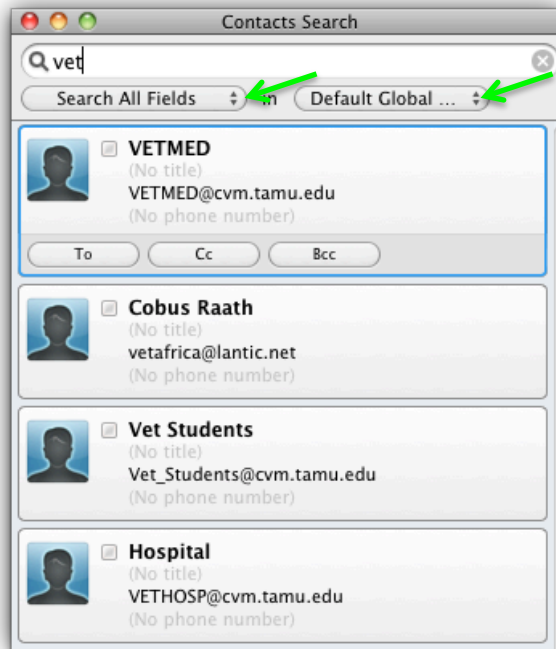 Contacts Search
vet
Search All Fields in Default Global ...
VETMED
(No title)
VETMED@cvm.tamu.edu
(No phone number)
To Cc Bcc
Cobus Raath
(No title)
vetafrica@lantic.net
(No phone number)
Vet Students
(No title)
Vet_Students@cvm.tamu.edu
(No phone number)
Hospital
(No title)
VETHOSP@cvm.tamu.edu
(No phone number)